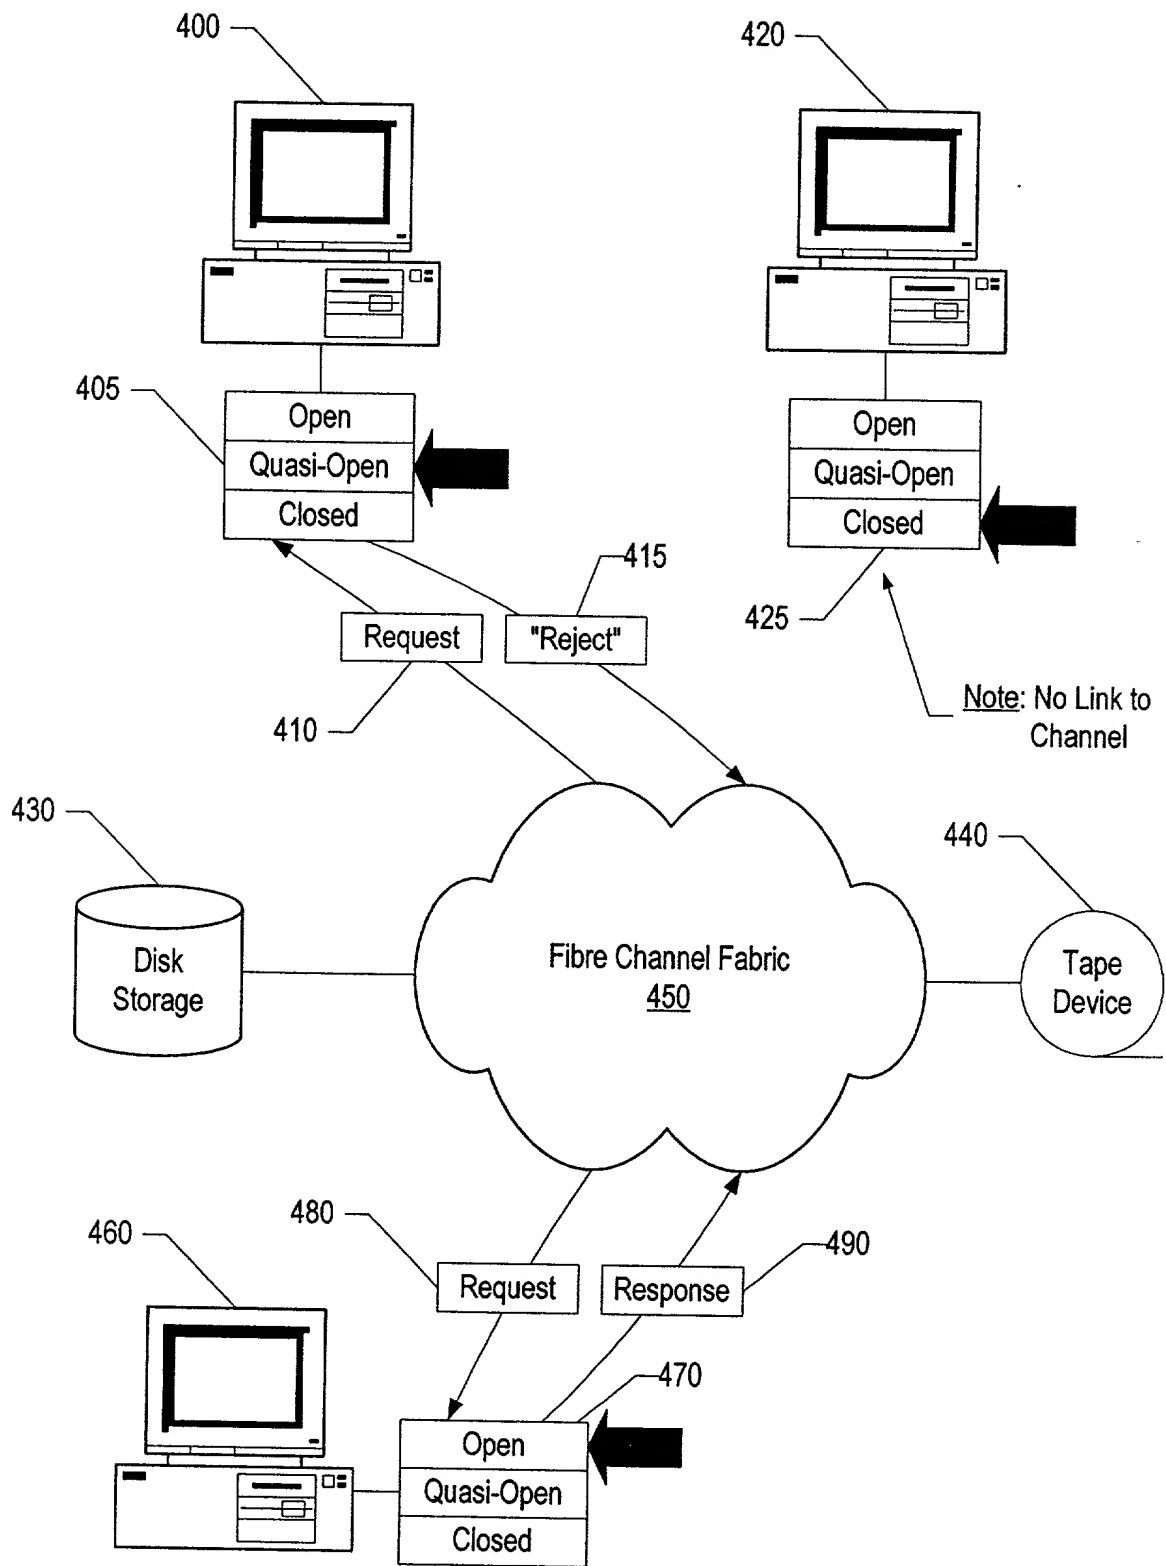 400
420
405
Open
Quasi-Open
Closed
Open
Quasi-Open
Closed
415
425
Request
"Reject"
410
Note: No Link to
Channel
430
440
Disk
Storage
Fibre Channel Fabric
450
Tape
Device
480
490
460
Request
Response
470
Open
Quasi-Open
Closed